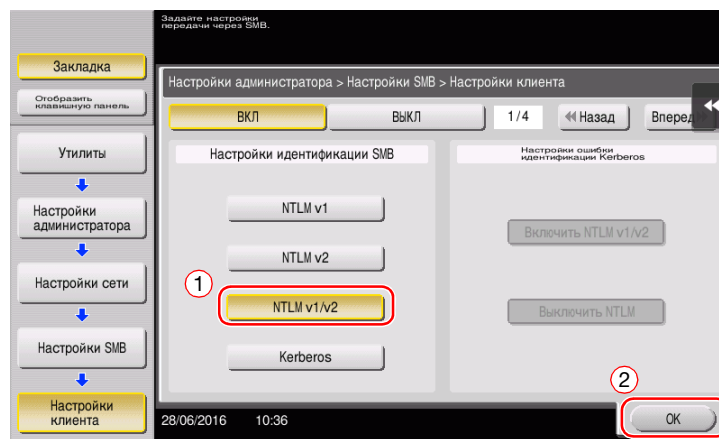 Задайте настройки
передачи через SMB.
Закладка
Отобразить
клавишную панель
Утилиты
Настройки
администратора
Настройки сети
Настройки SMB
Настройки
клиента
Настройки администратора > Настройки SMB > Настройки клиента
ВКЛ
ВЫКЛ
1/4
Назад
Вперед
Настройки идентификации SMB
Настройки ошибки
идентификации Kerberos
NTLM v1
NTLM v2
1
NTLM v1/v2
Kerberos
Включить NTLM v1/v2
Выключить NTLM
2
28/06/2016 10:36
OK